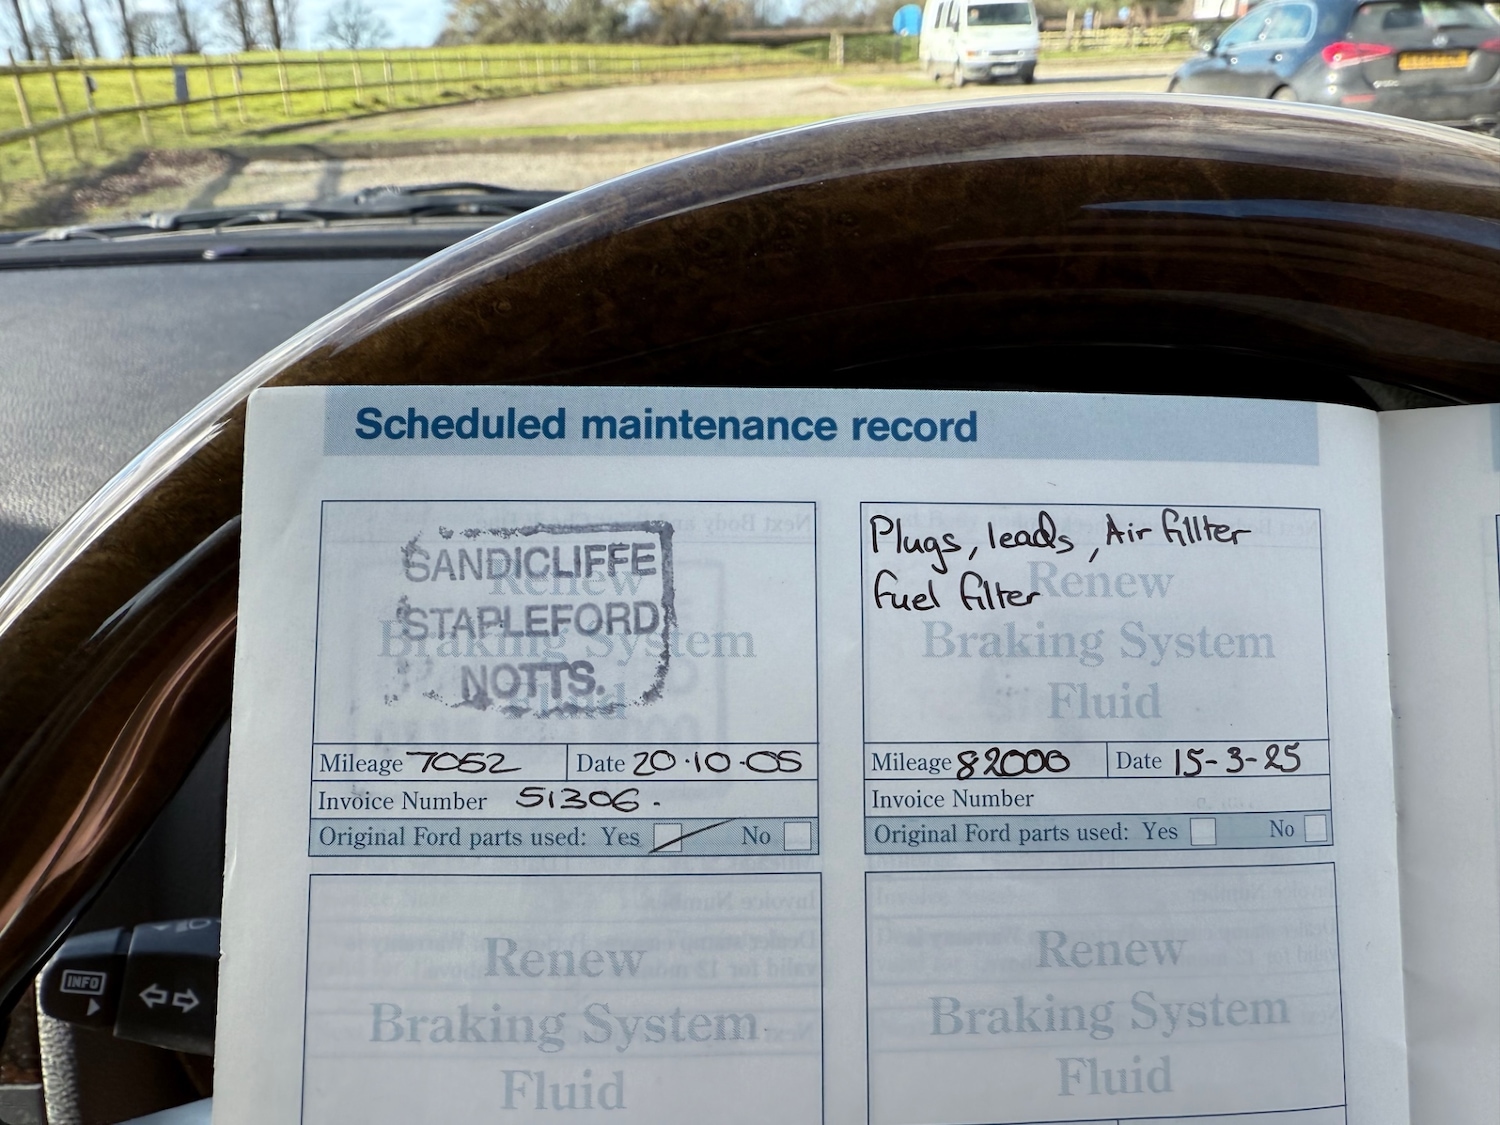 Scheduled maintenance record
SANDICLIFFE
STAPLEFORD
NOTTS.
Renew
Braking System
Fluid
Mileage 7052 Date 20·10·05
Invoice Number 51306.
Original Ford parts used: Yes No
Plugs, leads, Air fillter
fuel filter
Renew
Braking System
Fluid
Mileage 82000 Date 15-3-25
Invoice Number
Original Ford parts used: Yes No
Renew
Braking System
Fluid
Renew
Braking System
Fluid
INFO